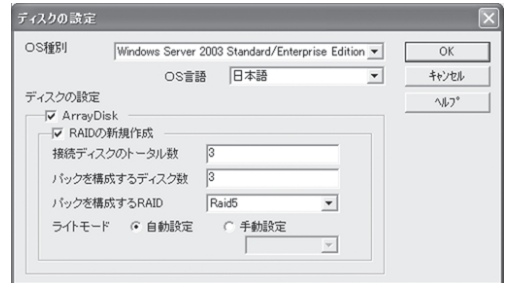 ディスクの設定
OS種別 Windows Server 2003 Standard/Enterprise Edition OK
OS言語 日本語 キャンセル
ディスクの設定 ヘルプ
ArrayDisk
RAIDの新規作成
接続ディスクのトータル数 3
パックを構成するディスク数 3
パックを構成するRAID Raid5
ライトモード 自動設定 手動設定